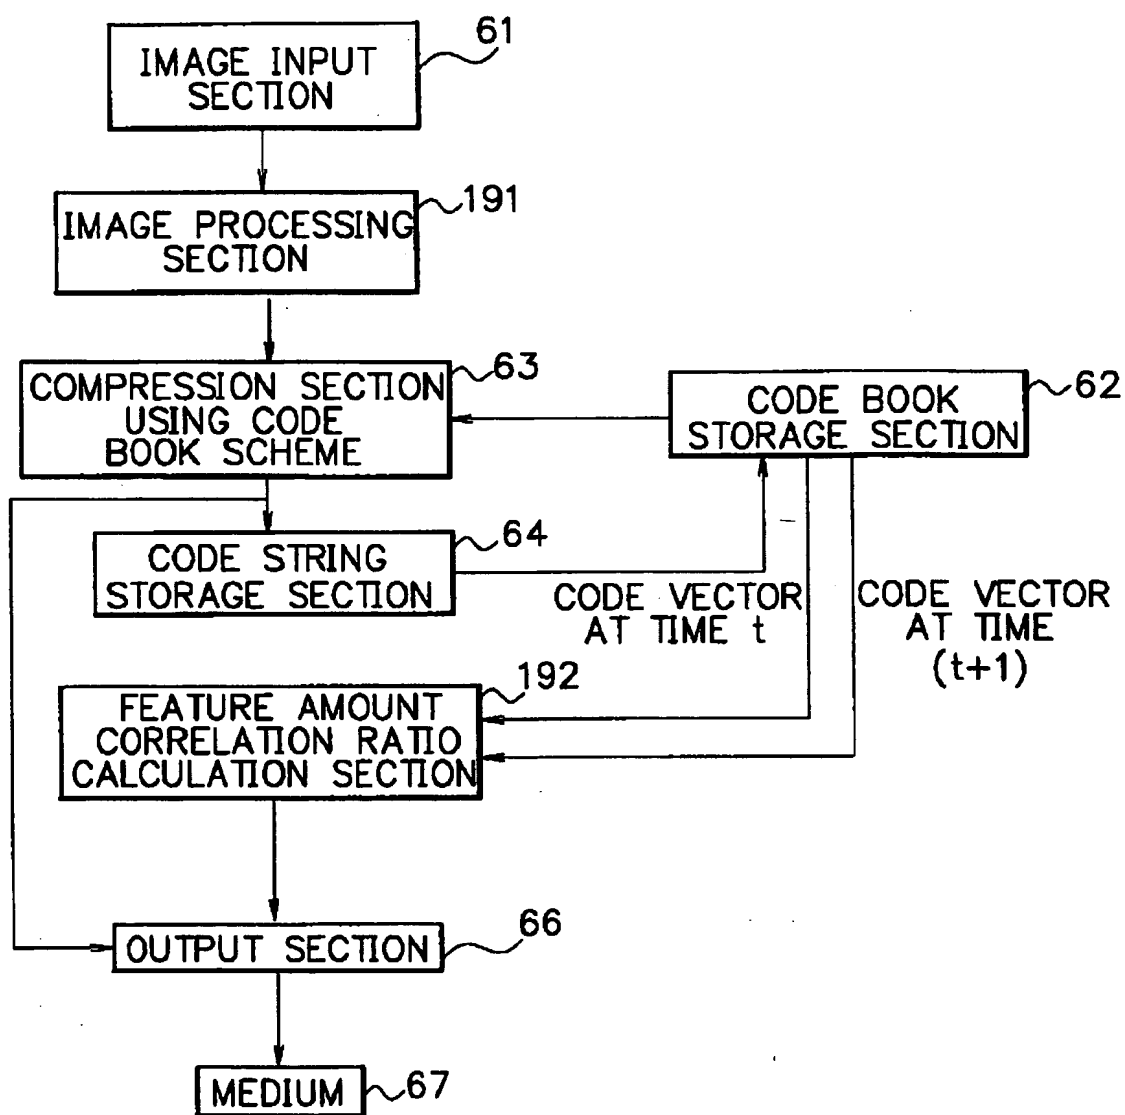 61
IMAGE INPUT
SECTION
191
IMAGE PROCESSING
SECTION
63
COMPRESSION SECTION
USING CODE
BOOK SCHEME
62
CODE BOOK
STORAGE SECTION
64
CODE STRING
STORAGE SECTION
CODE VECTOR
AT TIME t
CODE VECTOR
AT TIME
(t+1)
192
FEATURE AMOUNT
CORRELATION RATIO
CALCULATION SECTION
66
OUTPUT SECTION
MEDIUM
67